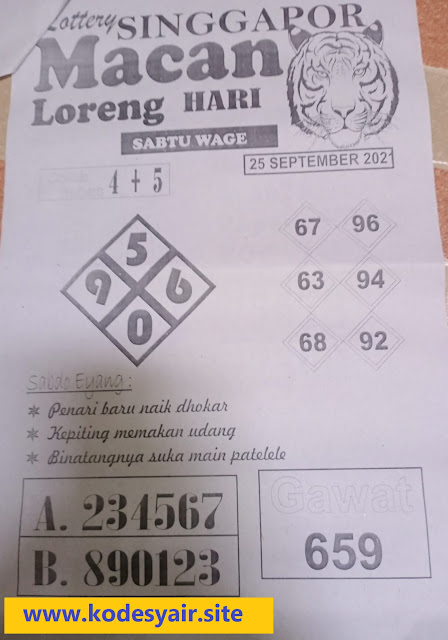 Lottery SINGGAPOR
Macan
Loreng HARI
SABTU WAGE
25 SEPTEMBER 2021
4 + 5
5
9 6
0
67 96
63 94
68 92
Sabdo Eyang :
Penari baru naik dhokar
Kepiting memakan udang
Binatangnya suka main patelele
A. 234567
B. 890123
Gawat
659
www.kodesyair.site